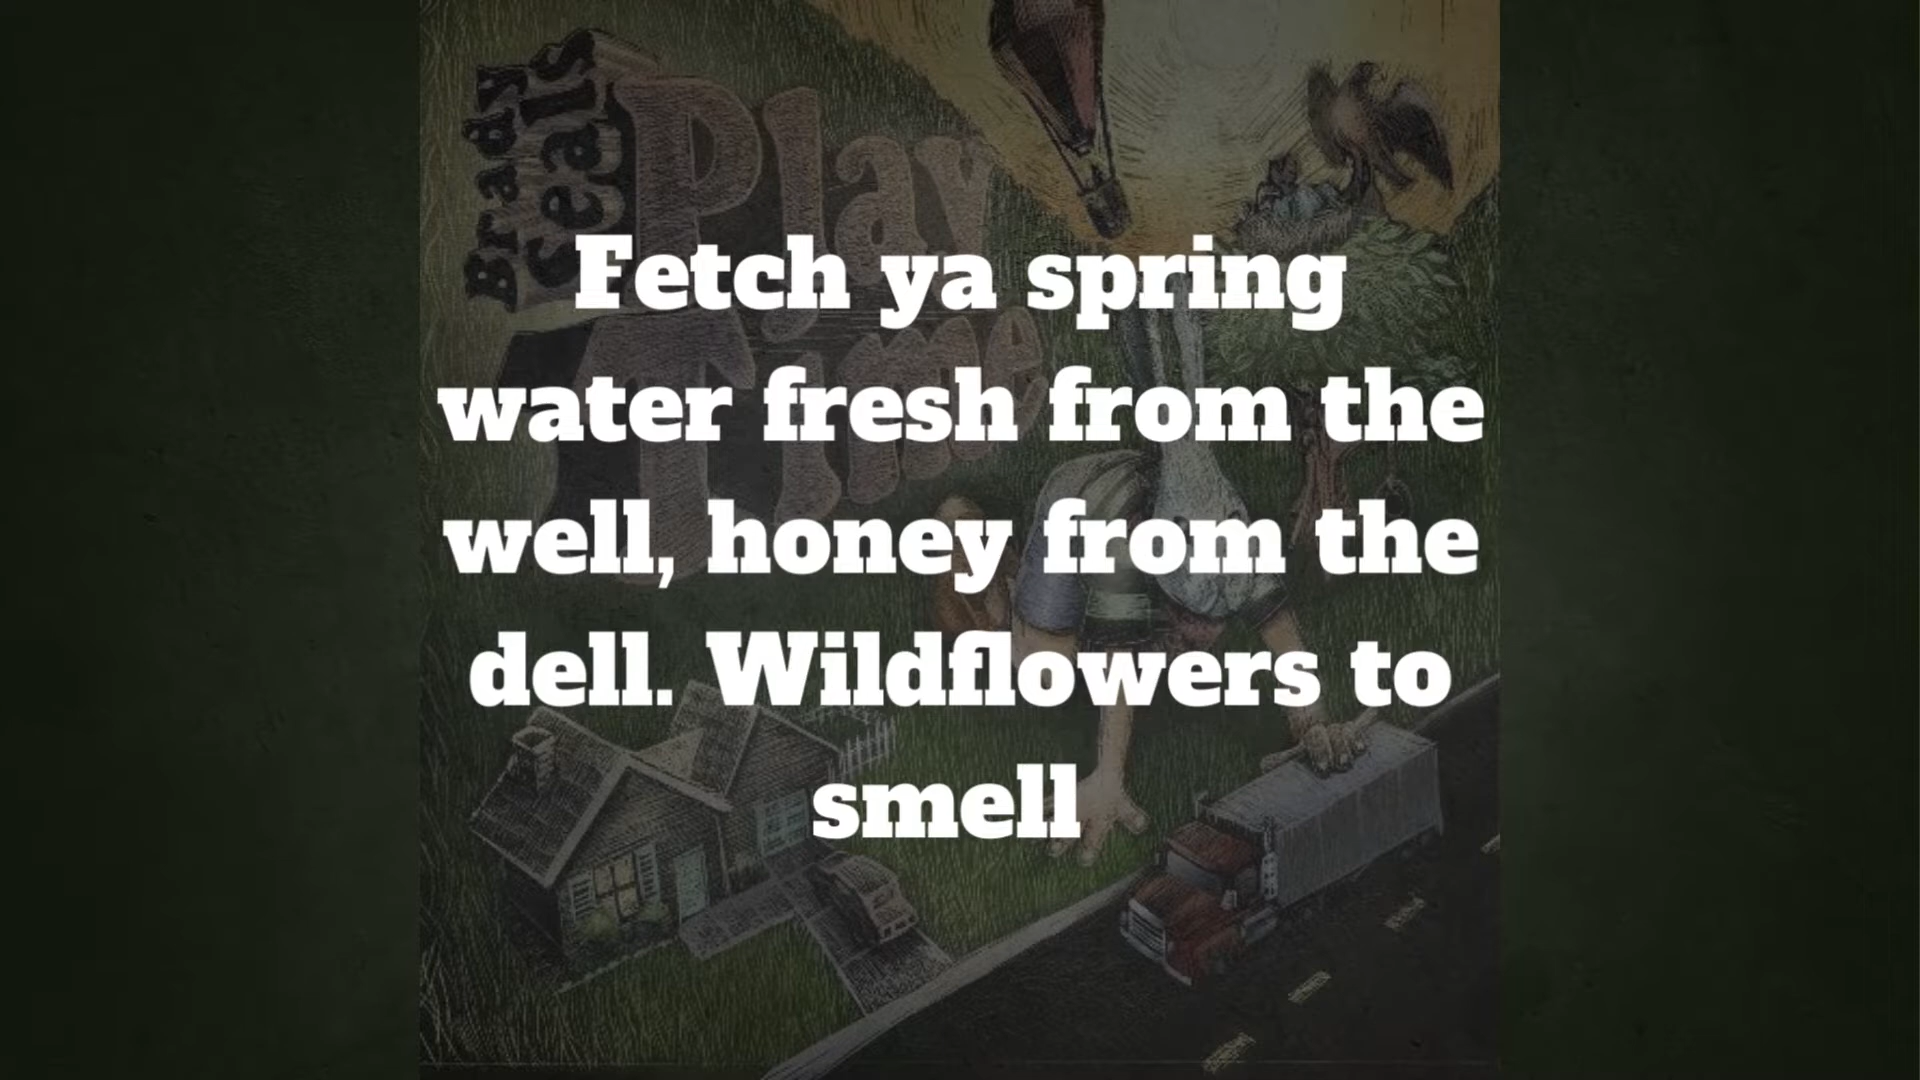 Brady
Seals
Play
Time
Fetch ya spring
water fresh from the
well, honey from the
dell. Wildflowers to
smell